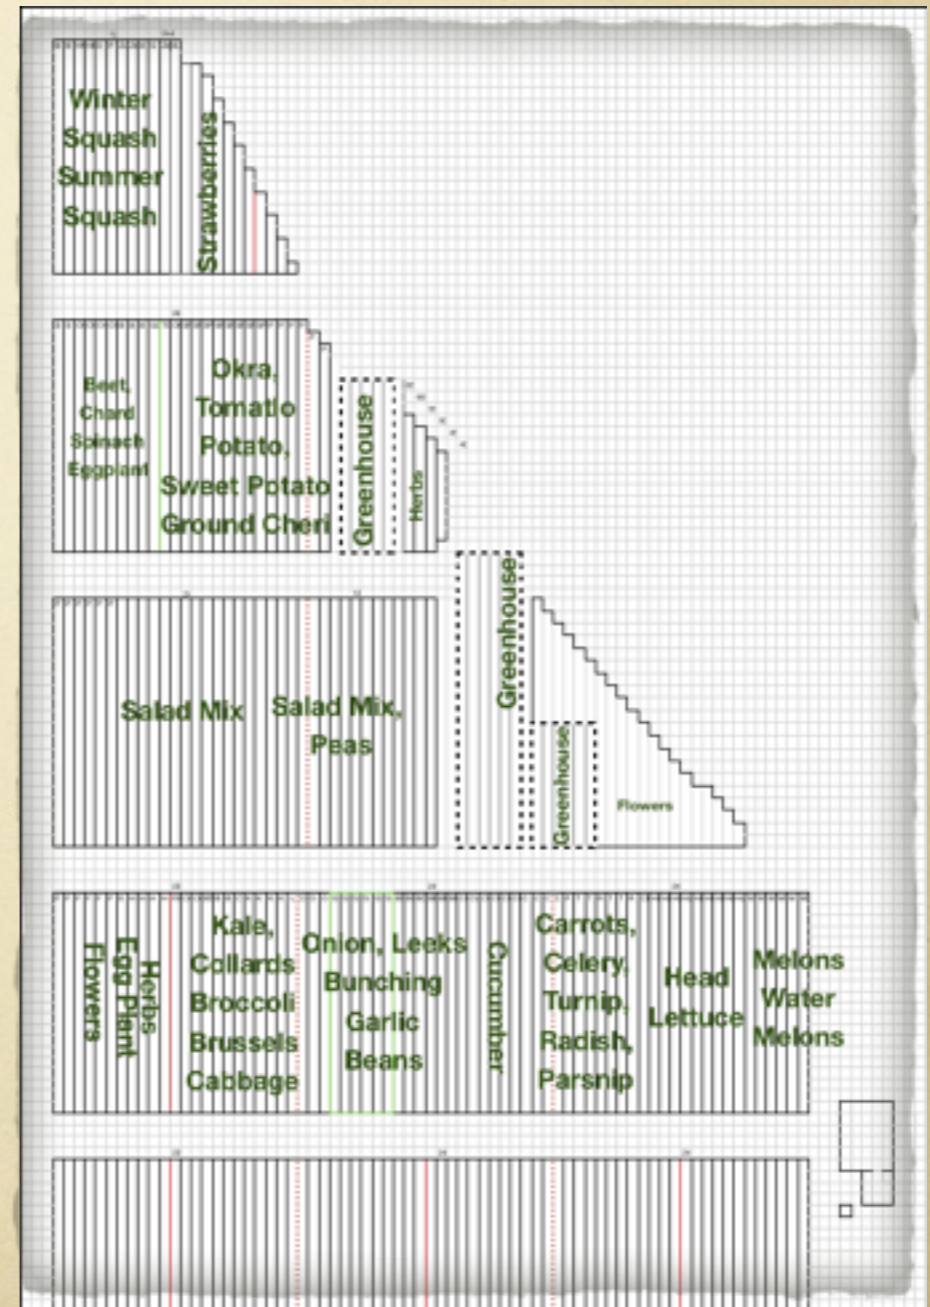 Winter
Squash
Summer
Squash
Strawberries
Beet,
Chard
Spinach
Eggplant
Okra,
Tomatlo
Potato,
Sweet Potato
Ground Cheri
Greenhouse
Herbs
Salad Mix
Salad Mix,
Peas
Greenhouse
Greenhouse
Flowers
Flowers
Egg Plant
Herbs
Kale,
Collards
Broccoli
Brussels
Cabbage
Onion, Leeks
Bunching
Garlic
Beans
Cucumber
Carrots,
Celery,
Turnip,
Radish,
Parsnip
Head
Lettuce
Melons
Water
Melons